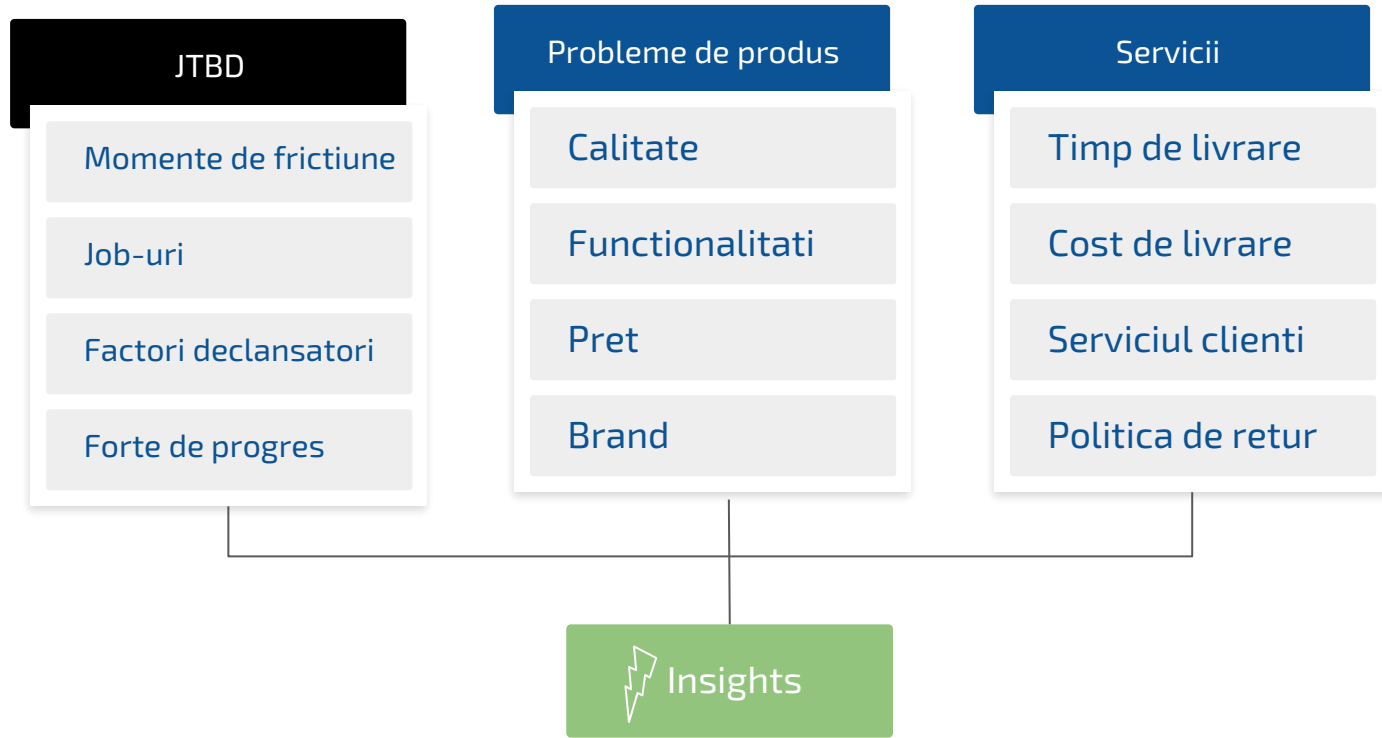 JTBD
Momente de frictiune
Job-uri
Factori declansatori
Forte de progres
Probleme de produs
Calitate
Functionalitati
Pret
Brand
Servicii
Timp de livrare
Cost de livrare
Serviciul clienti
Politica de retur
Insights